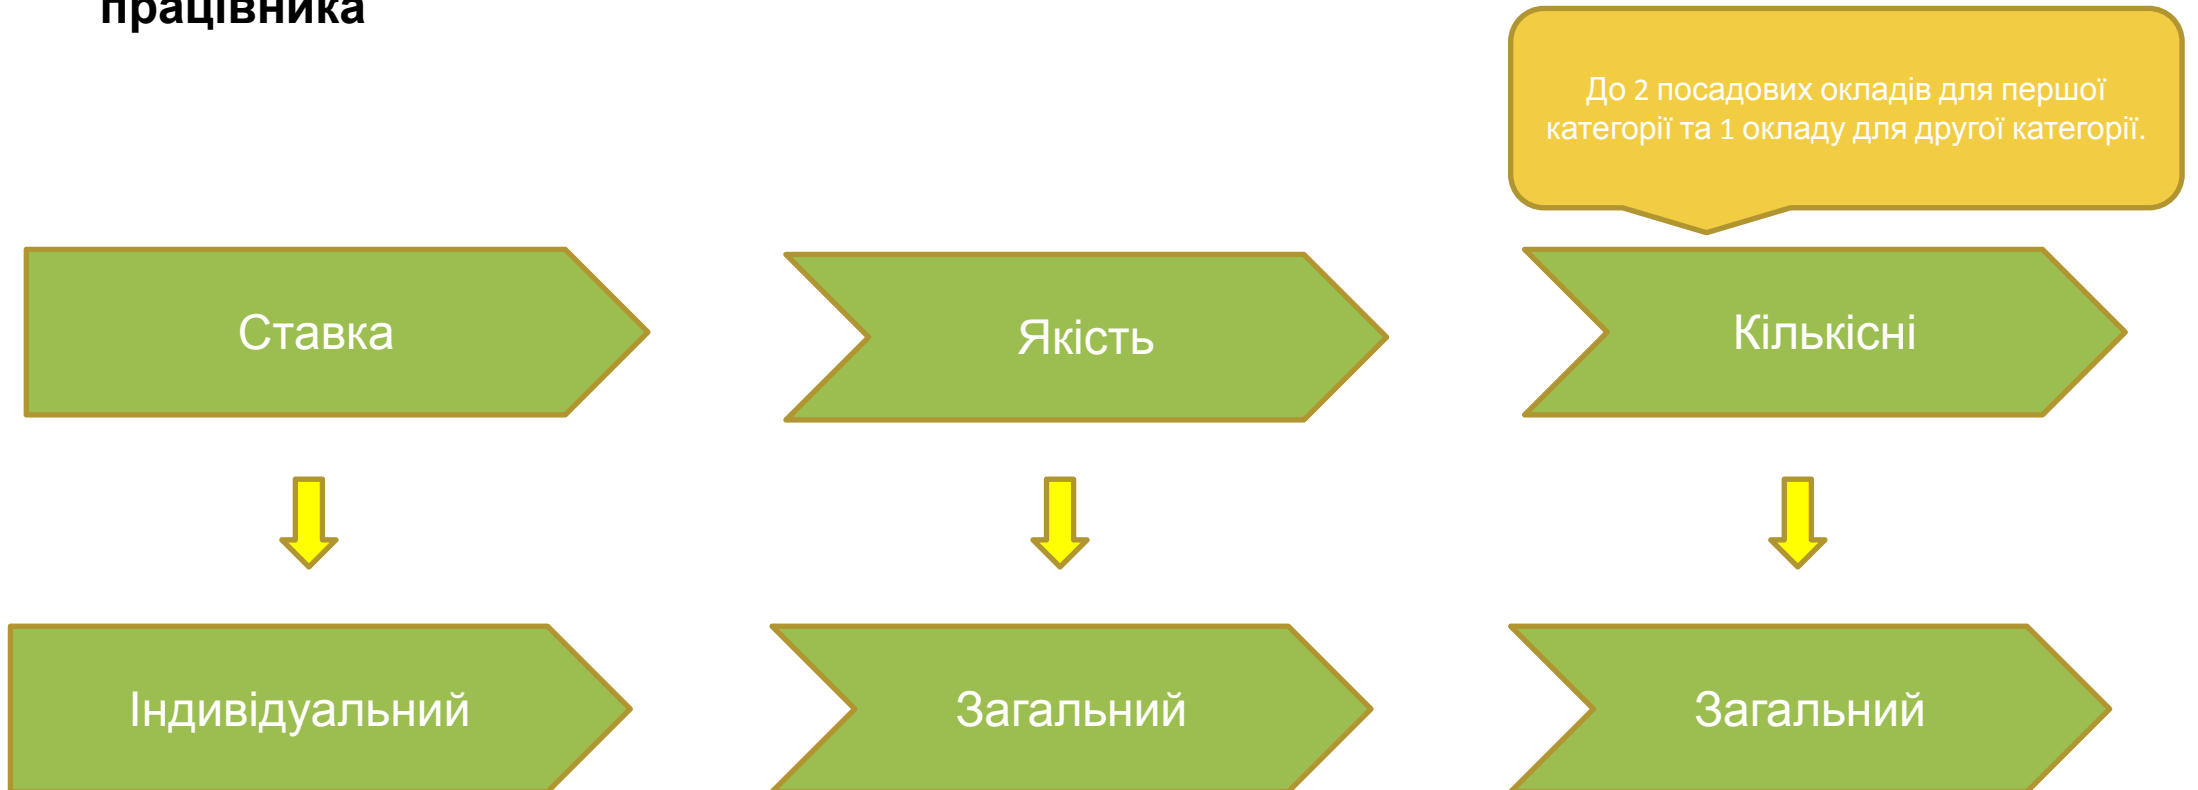 працівника
До 2 посадових окладів для першої
категорії та 1 окладу для другої категорії.
Ставка
Якість
Кількісні
Індивідуальний
Загальний
Загальний